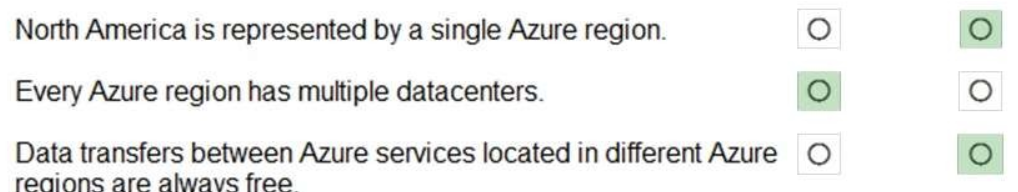 North America is represented by a single Azure region.
Every Azure region has multiple datacenters.
Data transfers between Azure services located in different Azure
regions are always free.